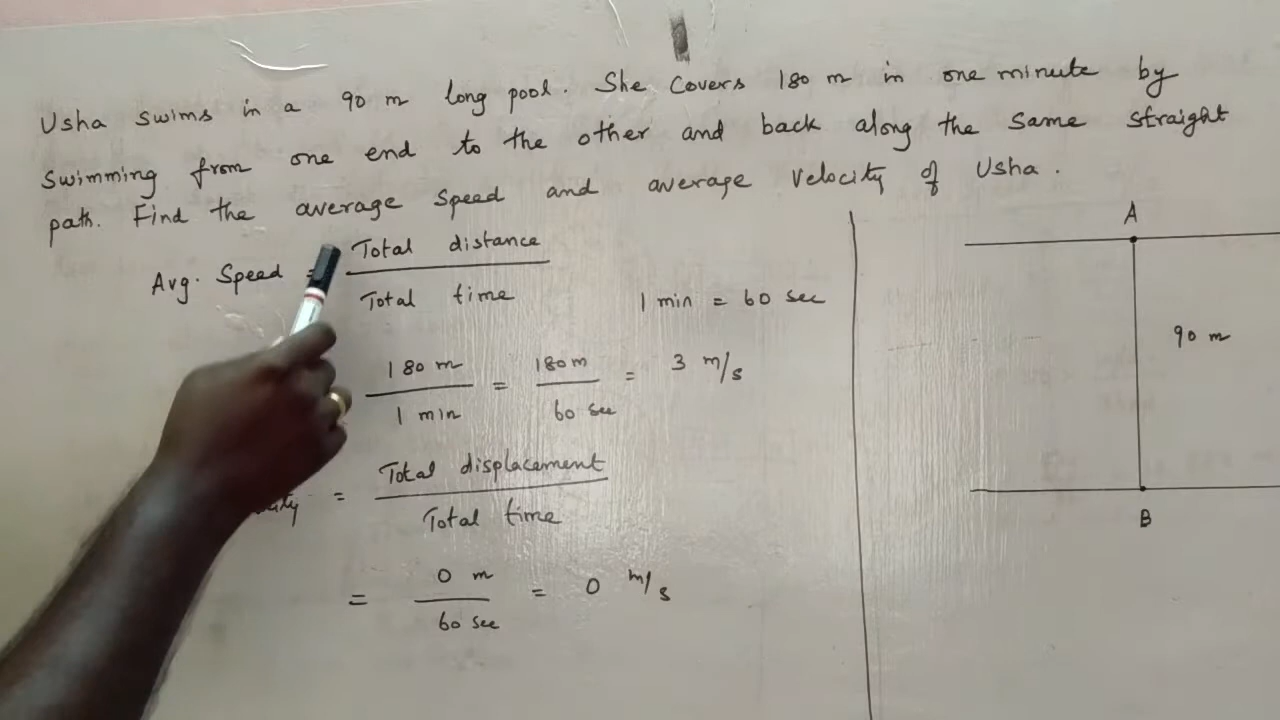 Usha swims in a 90 m long pool. She covers 180 m in one minute by
swimming from one end to the other and back along the same straight
path. Find the average speed and average velocity of Usha.
Avg. Speed = Total distance
Total time
1 min = 60 sec
180 m / 1 min = 180 m / 60 sec = 3 m/s
= Total displacement / Total time
= 0 m / 60 sec = 0 m/s
A
90 m
B